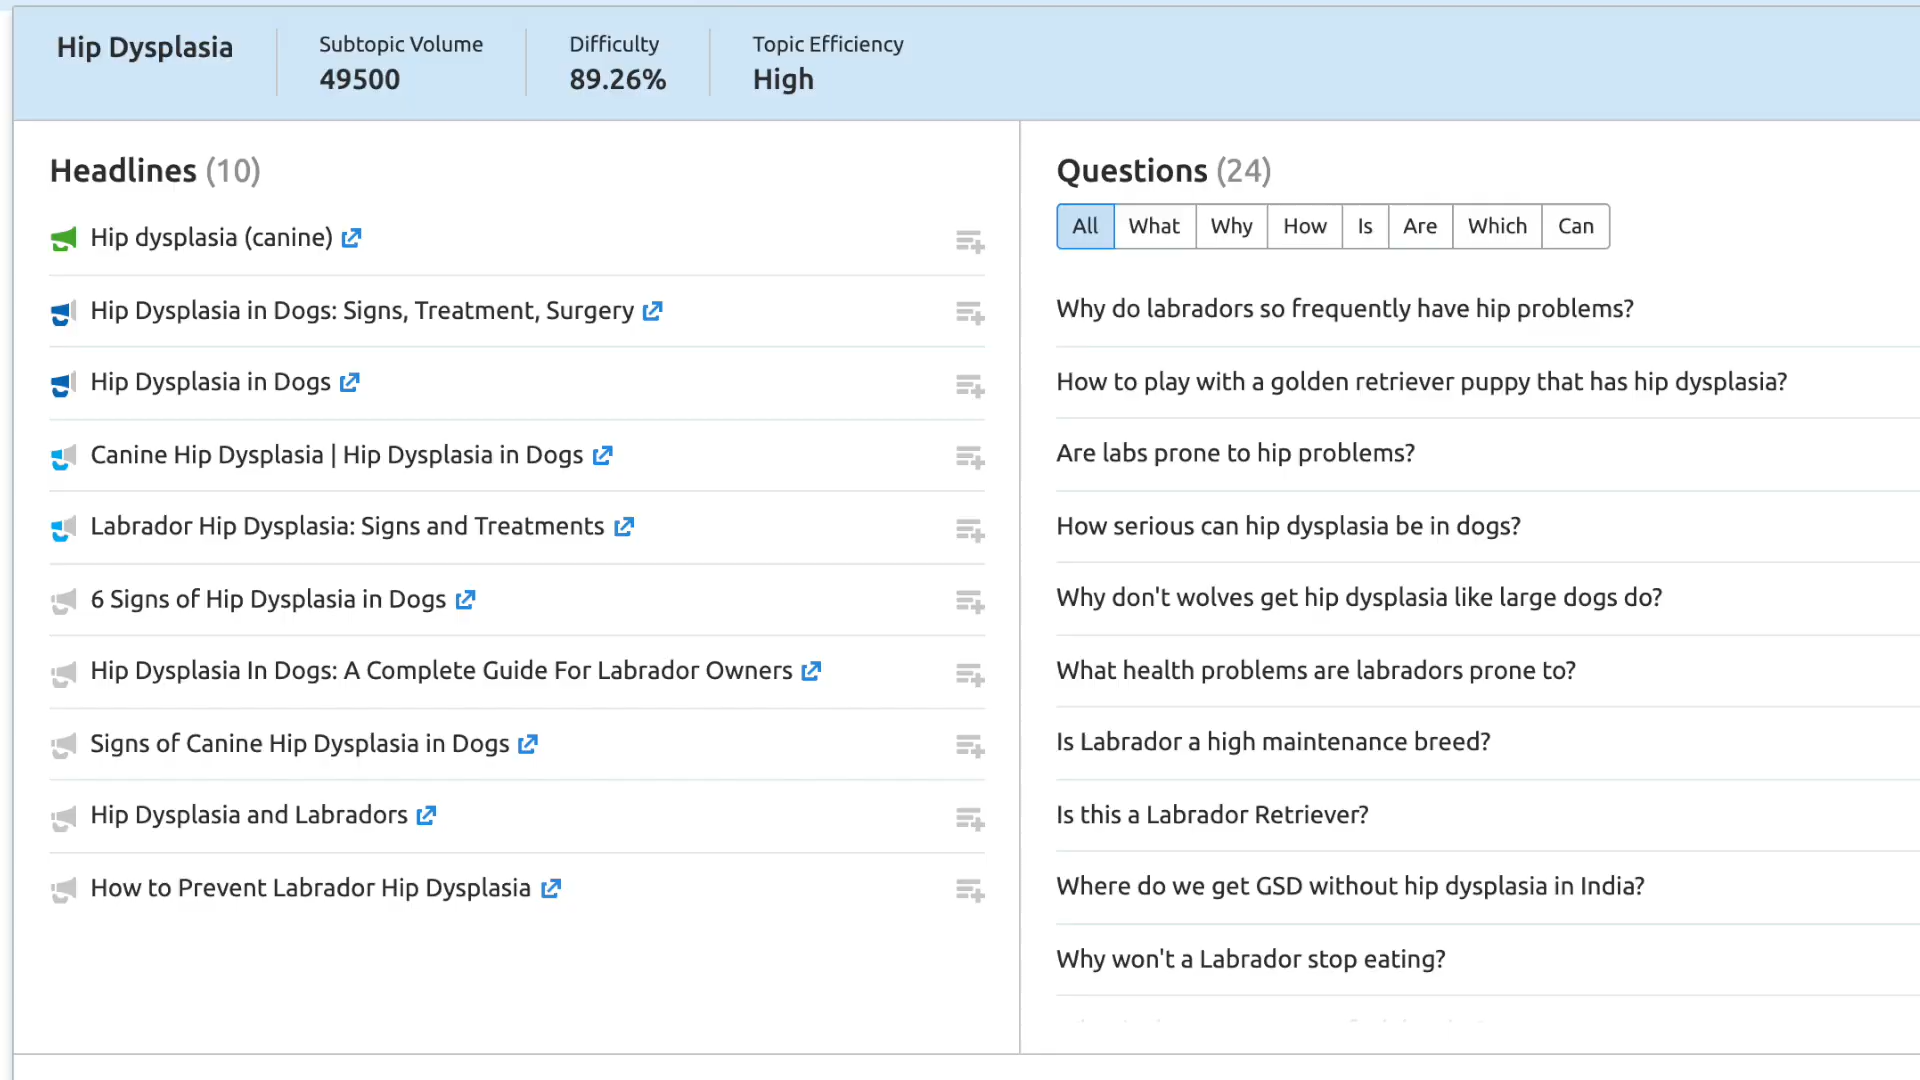 Hip Dysplasia
Subtopic Volume
49500
Difficulty
89.26%
Topic Efficiency
High
Headlines (10)
Hip dysplasia (canine)
Hip Dysplasia in Dogs: Signs, Treatment, Surgery
Hip Dysplasia in Dogs
Canine Hip Dysplasia | Hip Dysplasia in Dogs
Labrador Hip Dysplasia: Signs and Treatments
6 Signs of Hip Dysplasia in Dogs
Hip Dysplasia In Dogs: A Complete Guide For Labrador Owners
Signs of Canine Hip Dysplasia in Dogs
Hip Dysplasia and Labradors
How to Prevent Labrador Hip Dysplasia
Questions (24)
All What Why How Is Are Which Can
Why do labradors so frequently have hip problems?
How to play with a golden retriever puppy that has hip dysplasia?
Are labs prone to hip problems?
How serious can hip dysplasia be in dogs?
Why don't wolves get hip dysplasia like large dogs do?
What health problems are labradors prone to?
Is Labrador a high maintenance breed?
Is this a Labrador Retriever?
Where do we get GSD without hip dysplasia in India?
Why won't a Labrador stop eating?